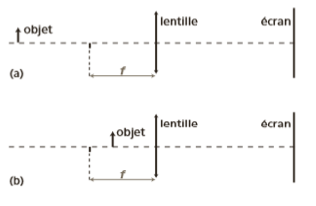 objet lentille écran
f
(a)
lentille écran
objet
f
(b)